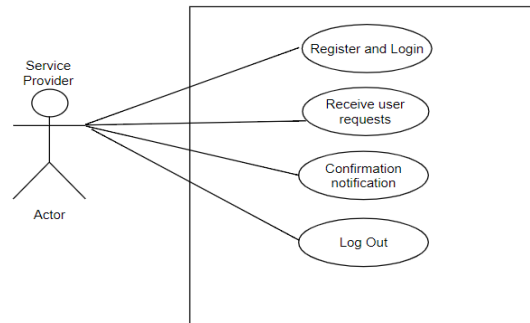 Service
Provider
Actor
Register and Login
Receive user
requests
Confirmation
notification
Log Out